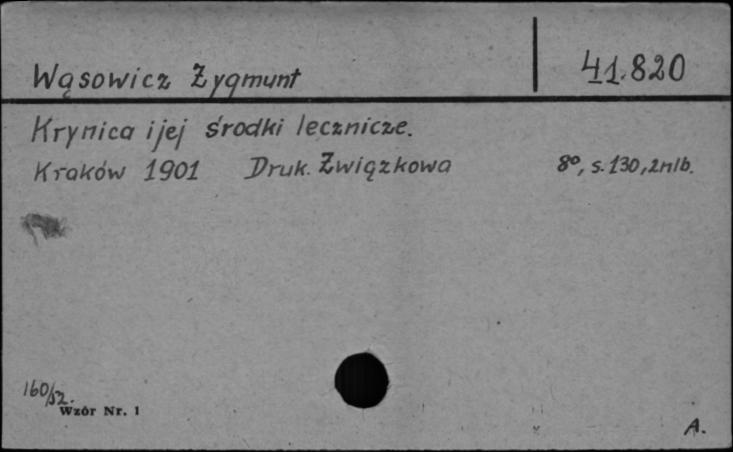 Wąsowicz Zygmunt
41.820
Krynica i jej środki lecznicze.
Kraków 1901 Druk. Związkowa 8°, s. 130, 2nlb.
160/52.
Wzór Nr. 1
A.